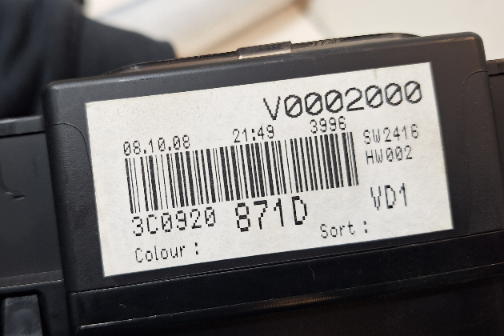 V0002000
08.10.08 21:49 3996 SW2416
HW002
3C0920 871D VD1
Colour : Sort :